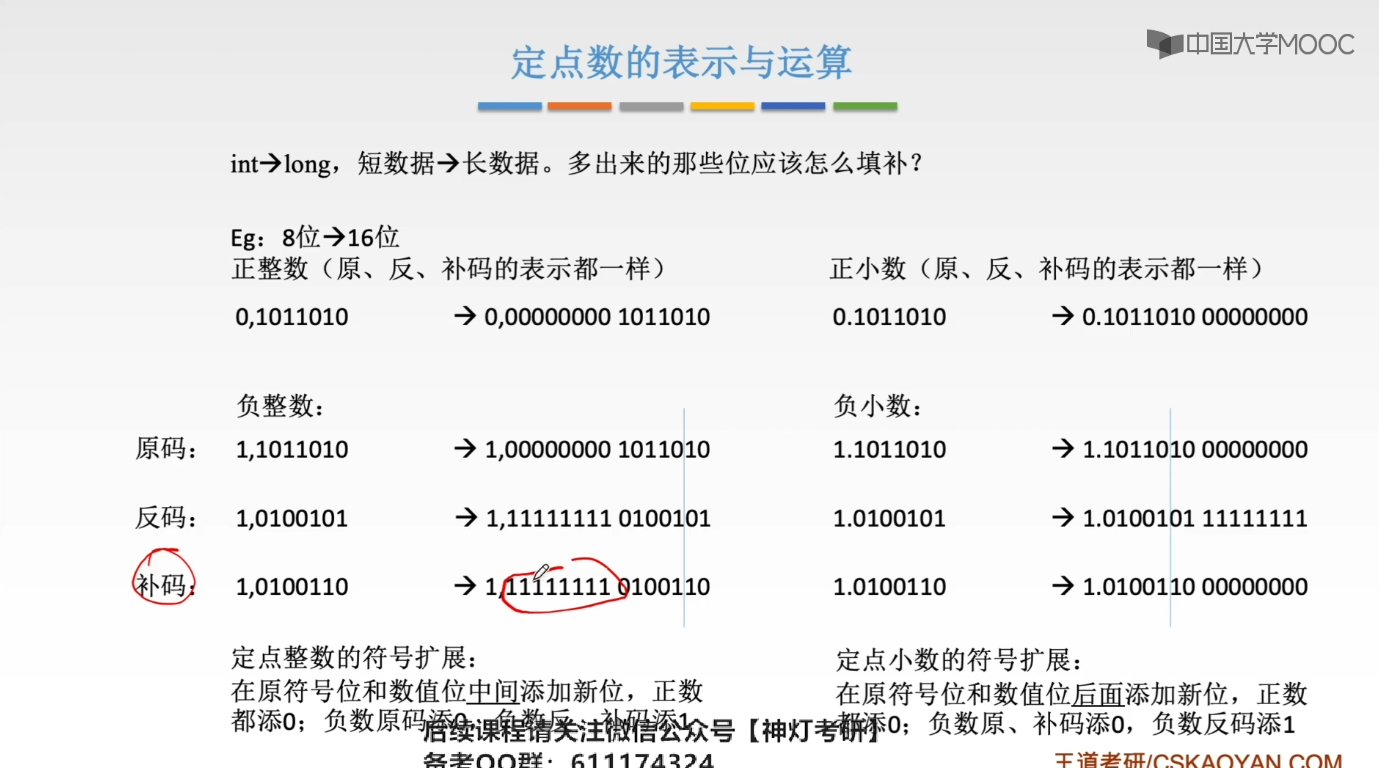 中国大学MOOC
定点数的表示与运算
int→long，短数据→长数据。多出来的那些位应该怎么填补？
Eg：8位→16位
正整数（原、反、补码的表示都一样） 正小数（原、反、补码的表示都一样）
0,1011010 → 0,00000000 1011010 0.1011010 → 0.1011010 00000000
负整数： 负小数：
原码： 1,1011010 → 1,00000000 1011010 1.1011010 → 1.1011010 00000000
反码： 1,0100101 → 1,11111111 0100101 1.0100101 → 1.0100101 11111111
补码： 1,0100110 → 1,11111111 0100110 1.0100110 → 1.0100110 00000000
定点整数的符号扩展：
在原符号位和数值位中间添加新位，正数
都添0；负数原码添0；负数反、补码添1
定点小数的符号扩展：
在原符号位和数值位后面添加新位，正数
都添0；负数原、补码添0，负数反码添1
后续课程请关注微信公众号【神灯考研】
备考QQ群：611174324
王道考研/CSKAOYAN.COM